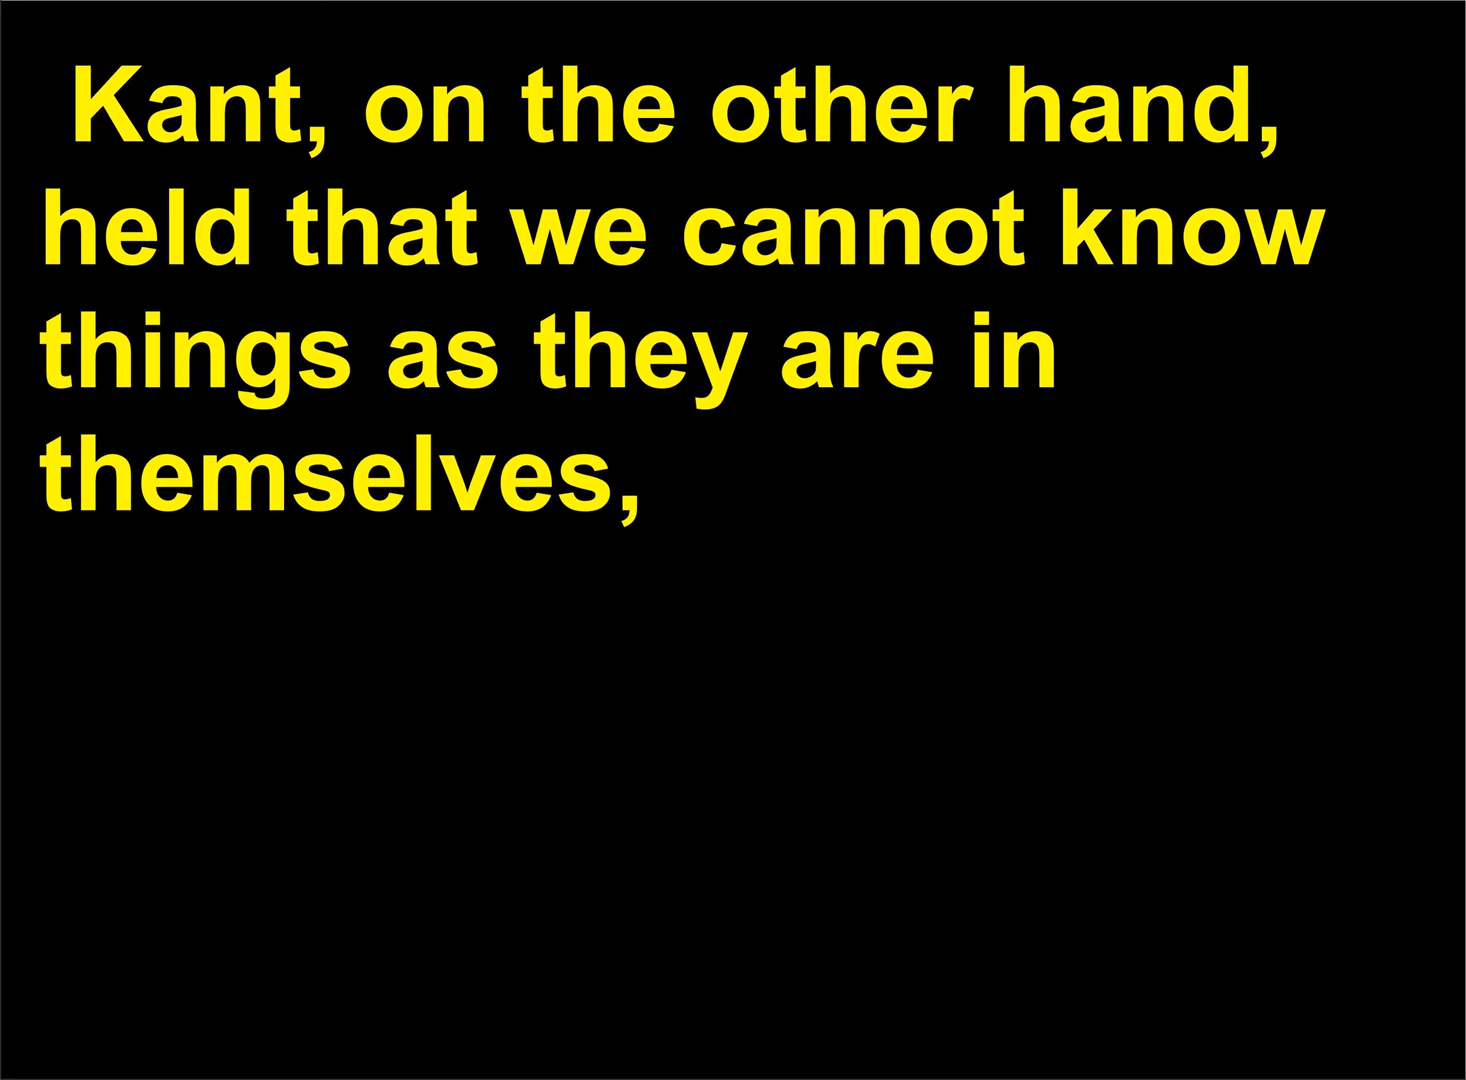 Kant, on the other hand,
held that we cannot know
things as they are in
themselves,